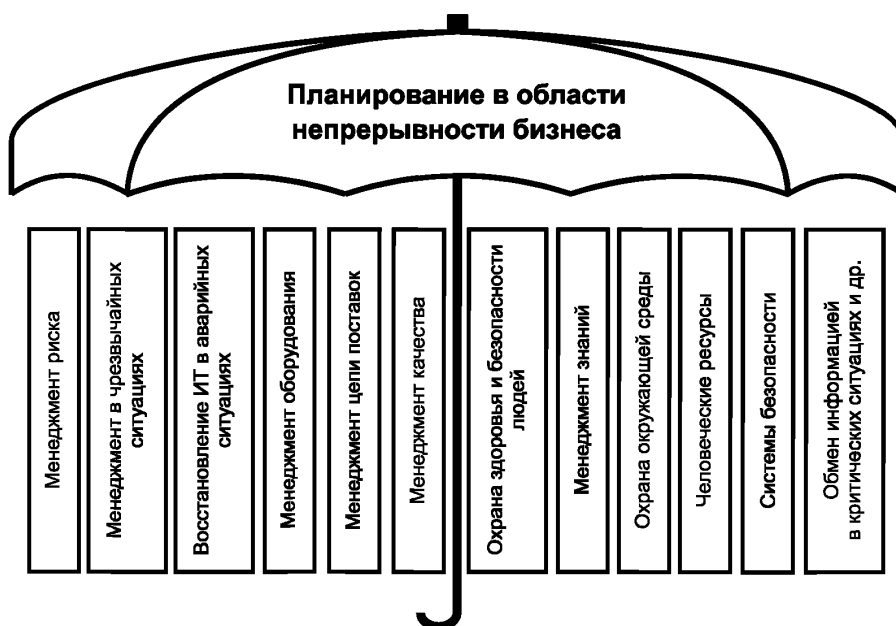 Планирование в области
непрерывности бизнеса
Менеджмент риска
Менеджмент в чрезвычайных
ситуациях
Восстановление ИТ в аварийных
ситуациях
Менеджмент оборудования
Менеджмент цепи поставок
Менеджмент качества
Охрана здоровья и безопасности
людей
Менеджмент знаний
Охрана окружающей среды
Человеческие ресурсы
Системы безопасности
Обмен информацией
в критических ситуациях и др.